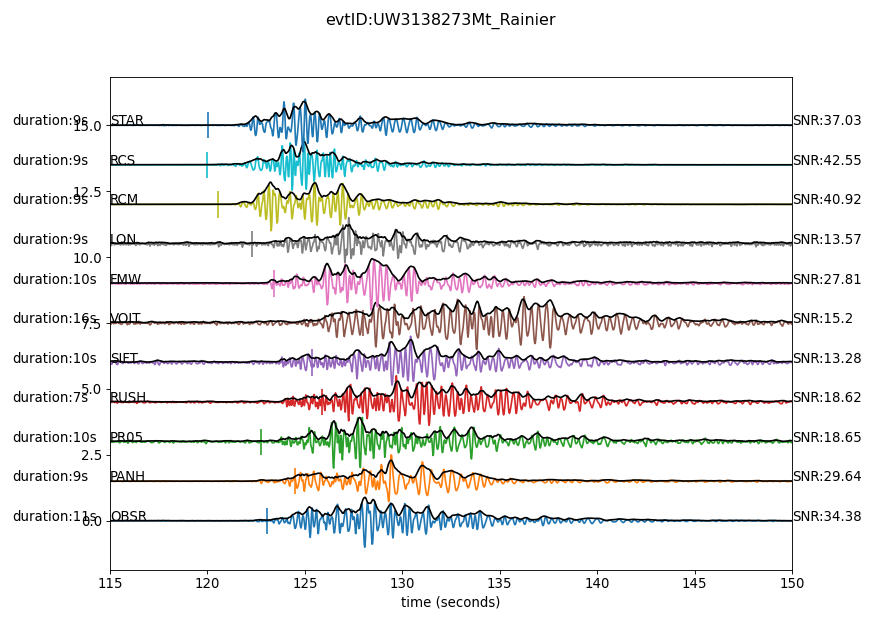 evtID:UW3138273Mt_Rainier
duration:9s STAR SNR:37.03
15.0
duration:9s RCS SNR:42.55
12.5
duration:9s RCM SNR:40.92
duration:9s LON SNR:13.57
10.0
duration:10s FMW SNR:27.81
duration:16s VOIT SNR:15.2
7.5
duration:10s SIFT SNR:13.28
5.0
duration:7s RUSH SNR:18.62
duration:10s PR05 SNR:18.65
2.5
duration:9s PANH SNR:29.64
duration:11s OBSR SNR:34.38
0.0
115 120 125 130 135 140 145 150
time (seconds)